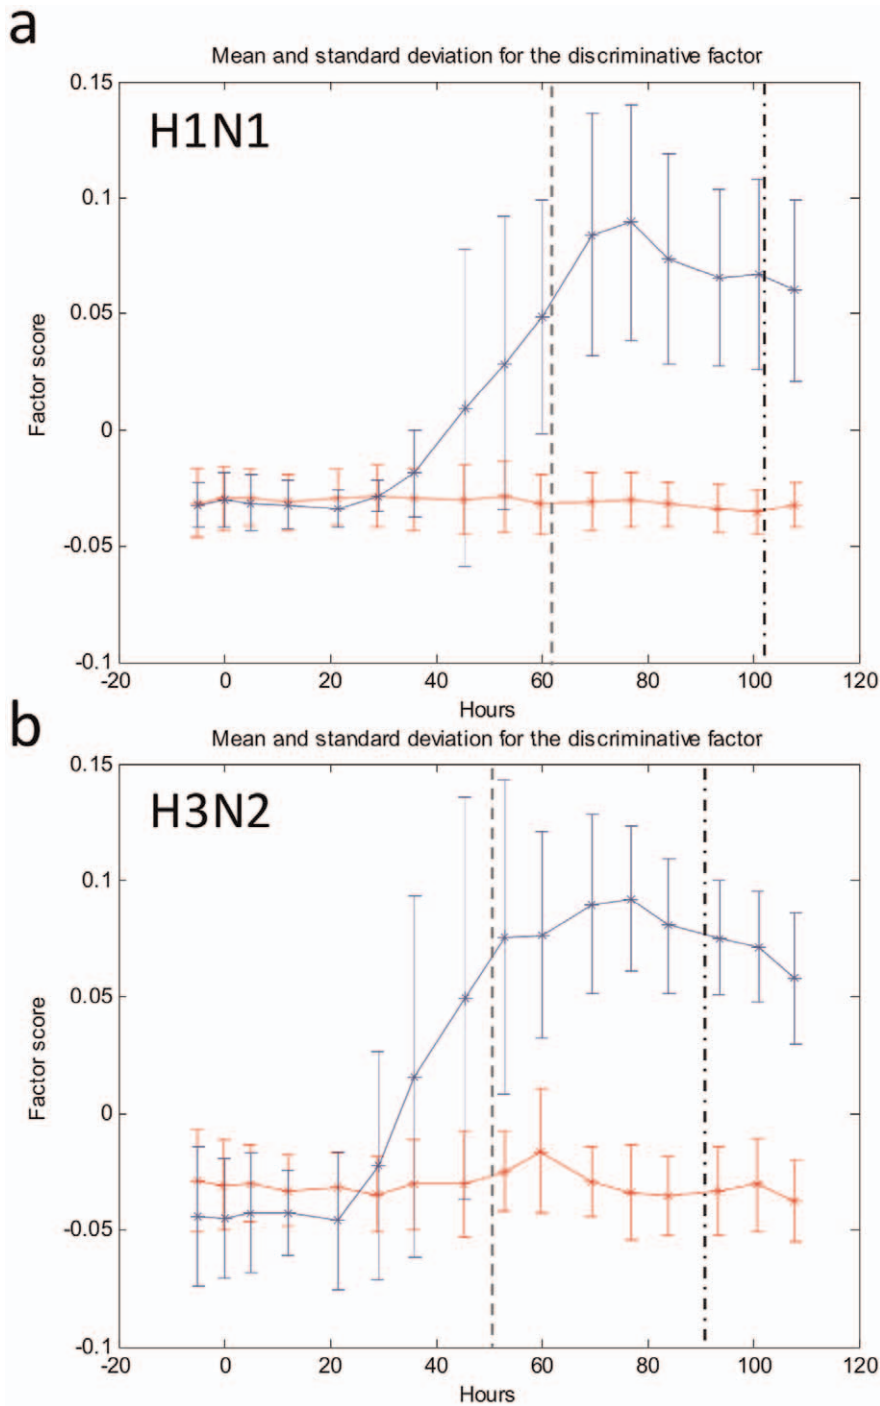 a
Mean and standard deviation for the discriminative factor
H1N1
0.15
0.1
0.05
0
-0.05
-0.1
Factor score
-20 0 20 40 60 80 100 120
Hours
b
Mean and standard deviation for the discriminative factor
H3N2
0.15
0.1
0.05
0
-0.05
-0.1
Factor score
-20 0 20 40 60 80 100 120
Hours